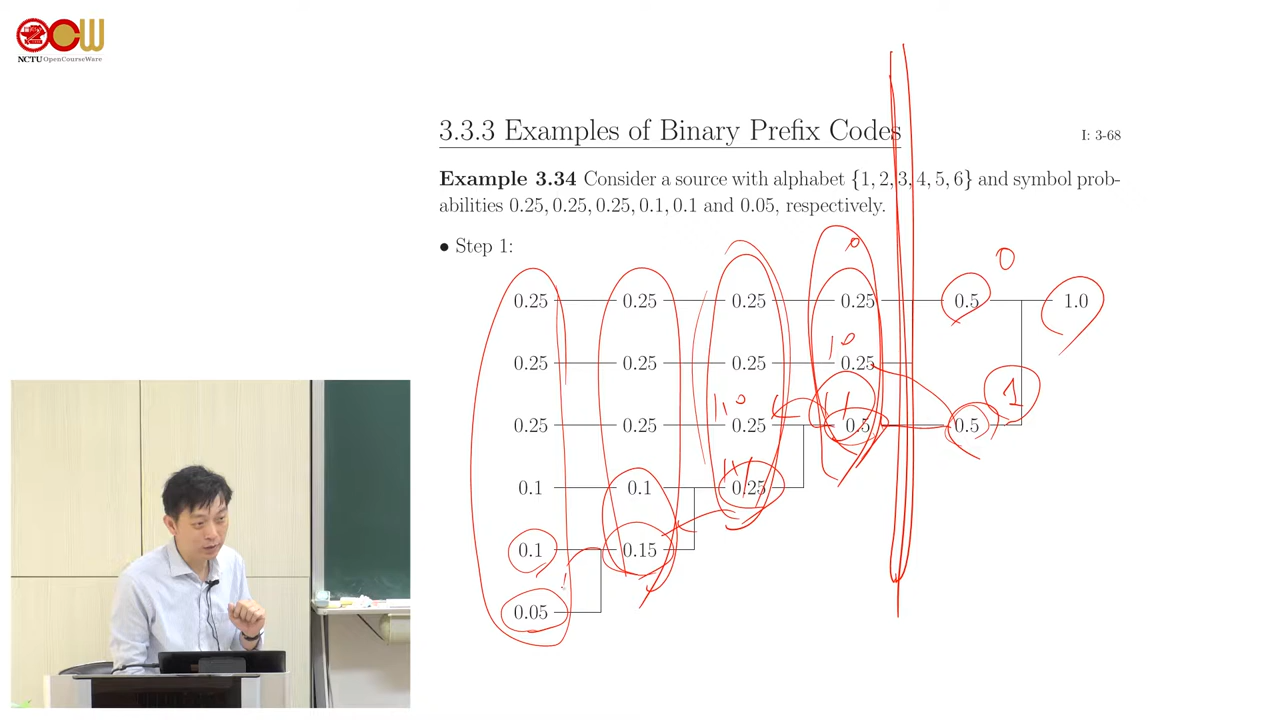 NCTU OpenCourseWare
3.3.3 Examples of Binary Prefix Codes
I: 3-68
Example 3.34 Consider a source with alphabet {1, 2, 3, 4, 5, 6} and symbol prob-
abilities 0.25, 0.25, 0.25, 0.1, 0.1 and 0.05, respectively.
• Step 1:
0
0
0.25 0.25 0.25 0.25 0.5 1.0
10
0.25 0.25 0.25 0.25
110 11 1
0.25 0.25 0.25 0.5 0.5
111
0.1 0.1 0.25
0.1 0.15
0.05